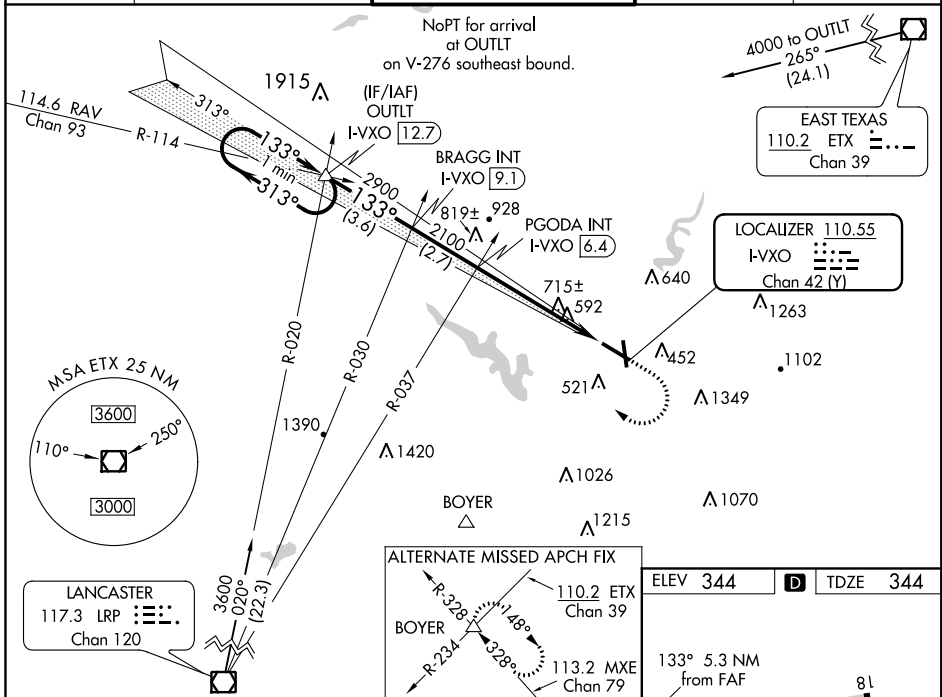 NoPT for arrival
at OUTLT
on V-276 southeast bound.
4000 to OUTLT
265°
(24.1)
EAST TEXAS
110.2 ETX
Chan 39
1915
(IF/IAF)
OUTLT
I-VXO 12.7
114.6 RAV
Chan 93
R-114
313°
133°
1 min
313°
BRAGG INT
I-VXO 9.1
2900
133°
(3.6)
819±
928
2100
(2.7)
PGODA INT
I-VXO 6.4
LOCALIZER 110.55
I-VXO
Chan 42 (Y)
715±
592
640
1263
452
1102
521
1349
R-020
R-030
R-037
MSA ETX 25 NM
3600
110°
250°
3000
1390
1420
1026
1070
BOYER
1215
LANCASTER
117.3 LRP
Chan 120
3600
020°
(22.3)
ALTERNATE MISSED APCH FIX
R-328
110.2 ETX
Chan 39
148°
BOYER
328°
R-234
113.2 MXE
Chan 79
ELEV 344 D TDZE 344
133° 5.3 NM
from FAF
18